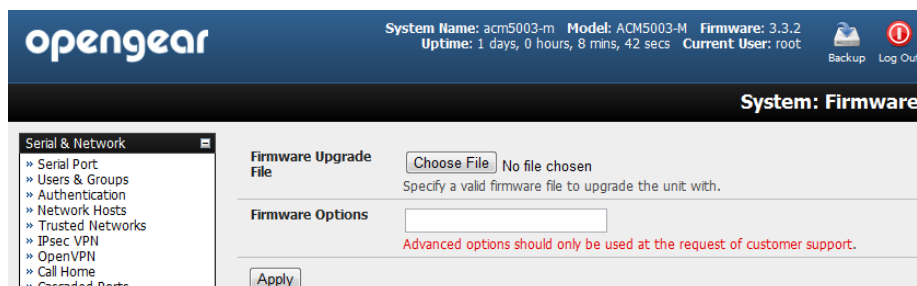 opengear
System Name: acm5003-m Model: ACM5003-M Firmware: 3.3.2
Uptime: 1 days, 0 hours, 8 mins, 42 secs Current User: root
Backup
Log Out
System: Firmware
Serial & Network
» Serial Port
» Users & Groups
» Authentication
» Network Hosts
» Trusted Networks
» IPsec VPN
» OpenVPN
» Call Home
» Cascaded Ports
Firmware Upgrade
File
Choose File No file chosen
Specify a valid firmware file to upgrade the unit with.
Firmware Options
Advanced options should only be used at the request of customer support.
Apply